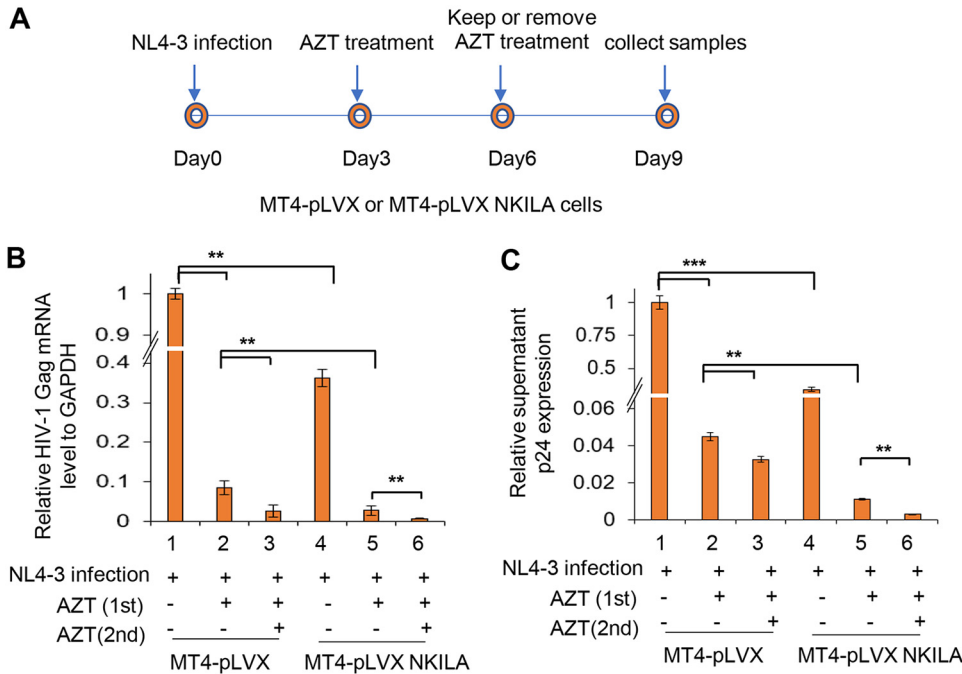 A
NL4-3 infection
AZT treatment
Keep or remove
AZT treatment
collect samples
Day0
Day3
Day6
Day9
MT4-pLVX or MT4-pLVX NKILA cells
B
Relative HIV-1 Gag mRNA
level to GAPDH
1
0.9
0.4
0.3
0.2
0.1
0
**
**
**
1 2 3 4 5 6
NL4-3 infection + + + + + +
AZT (1st) - + + - + +
AZT(2nd) - - + - - +
MT4-pLVX MT4-pLVX NKILA
C
Relative supernatant
p24 expression
1
0.75
0.5
0.06
0.04
0.02
0
***
**
**
1 2 3 4 5 6
NL4-3 infection + + + + + +
AZT (1st) - + + - + +
AZT (2nd) - - + - - +
MT4-pLVX MT4-pLVX NKILA